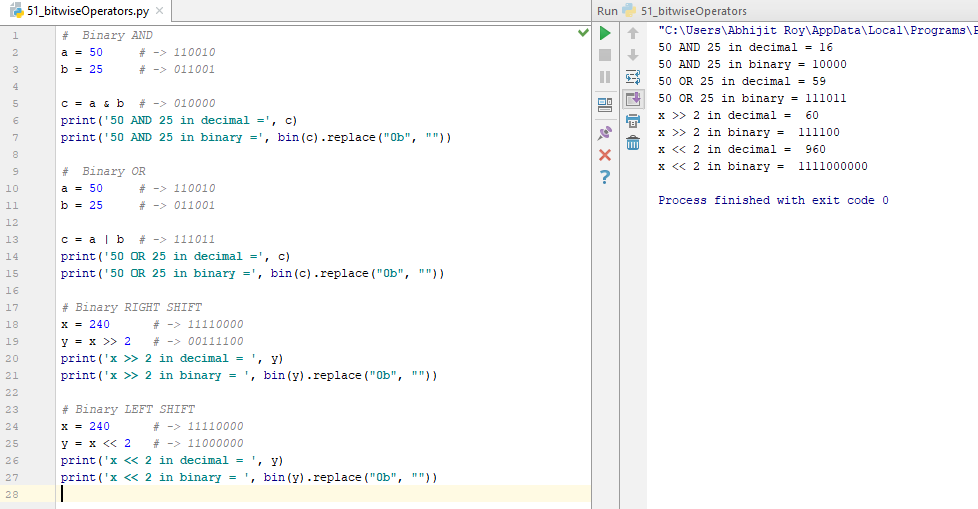 51_bitwiseOperators.py
1 # Binary AND
2 a = 50 # -> 110010
3 b = 25 # -> 011001
4
5 c = a & b # -> 010000
6 print('50 AND 25 in decimal =', c)
7 print('50 AND 25 in binary =', bin(c).replace("0b", ""))
8
9 # Binary OR
10 a = 50 # -> 110010
11 b = 25 # -> 011001
12
13 c = a | b # -> 111011
14 print('50 OR 25 in decimal =', c)
15 print('50 OR 25 in binary =', bin(c).replace("0b", ""))
16
17 # Binary RIGHT SHIFT
18 x = 240 # -> 11110000
19 y = x >> 2 # -> 00111100
20 print('x >> 2 in decimal = ', y)
21 print('x >> 2 in binary = ', bin(y).replace("0b", ""))
22
23 # Binary LEFT SHIFT
24 x = 240 # -> 11110000
25 y = x << 2 # -> 11000000
26 print('x << 2 in decimal = ', y)
27 print('x << 2 in binary = ', bin(y).replace("0b", ""))
28
Run 51_bitwiseOperators
"C:\Users\Abhijit Roy\AppData\Local\Programs\
50 AND 25 in decimal = 16
50 AND 25 in binary = 10000
50 OR 25 in decimal = 59
50 OR 25 in binary = 111011
x >> 2 in decimal =  60
x >> 2 in binary =  111100
x << 2 in decimal =  960
x << 2 in binary =  1111000000
Process finished with exit code 0